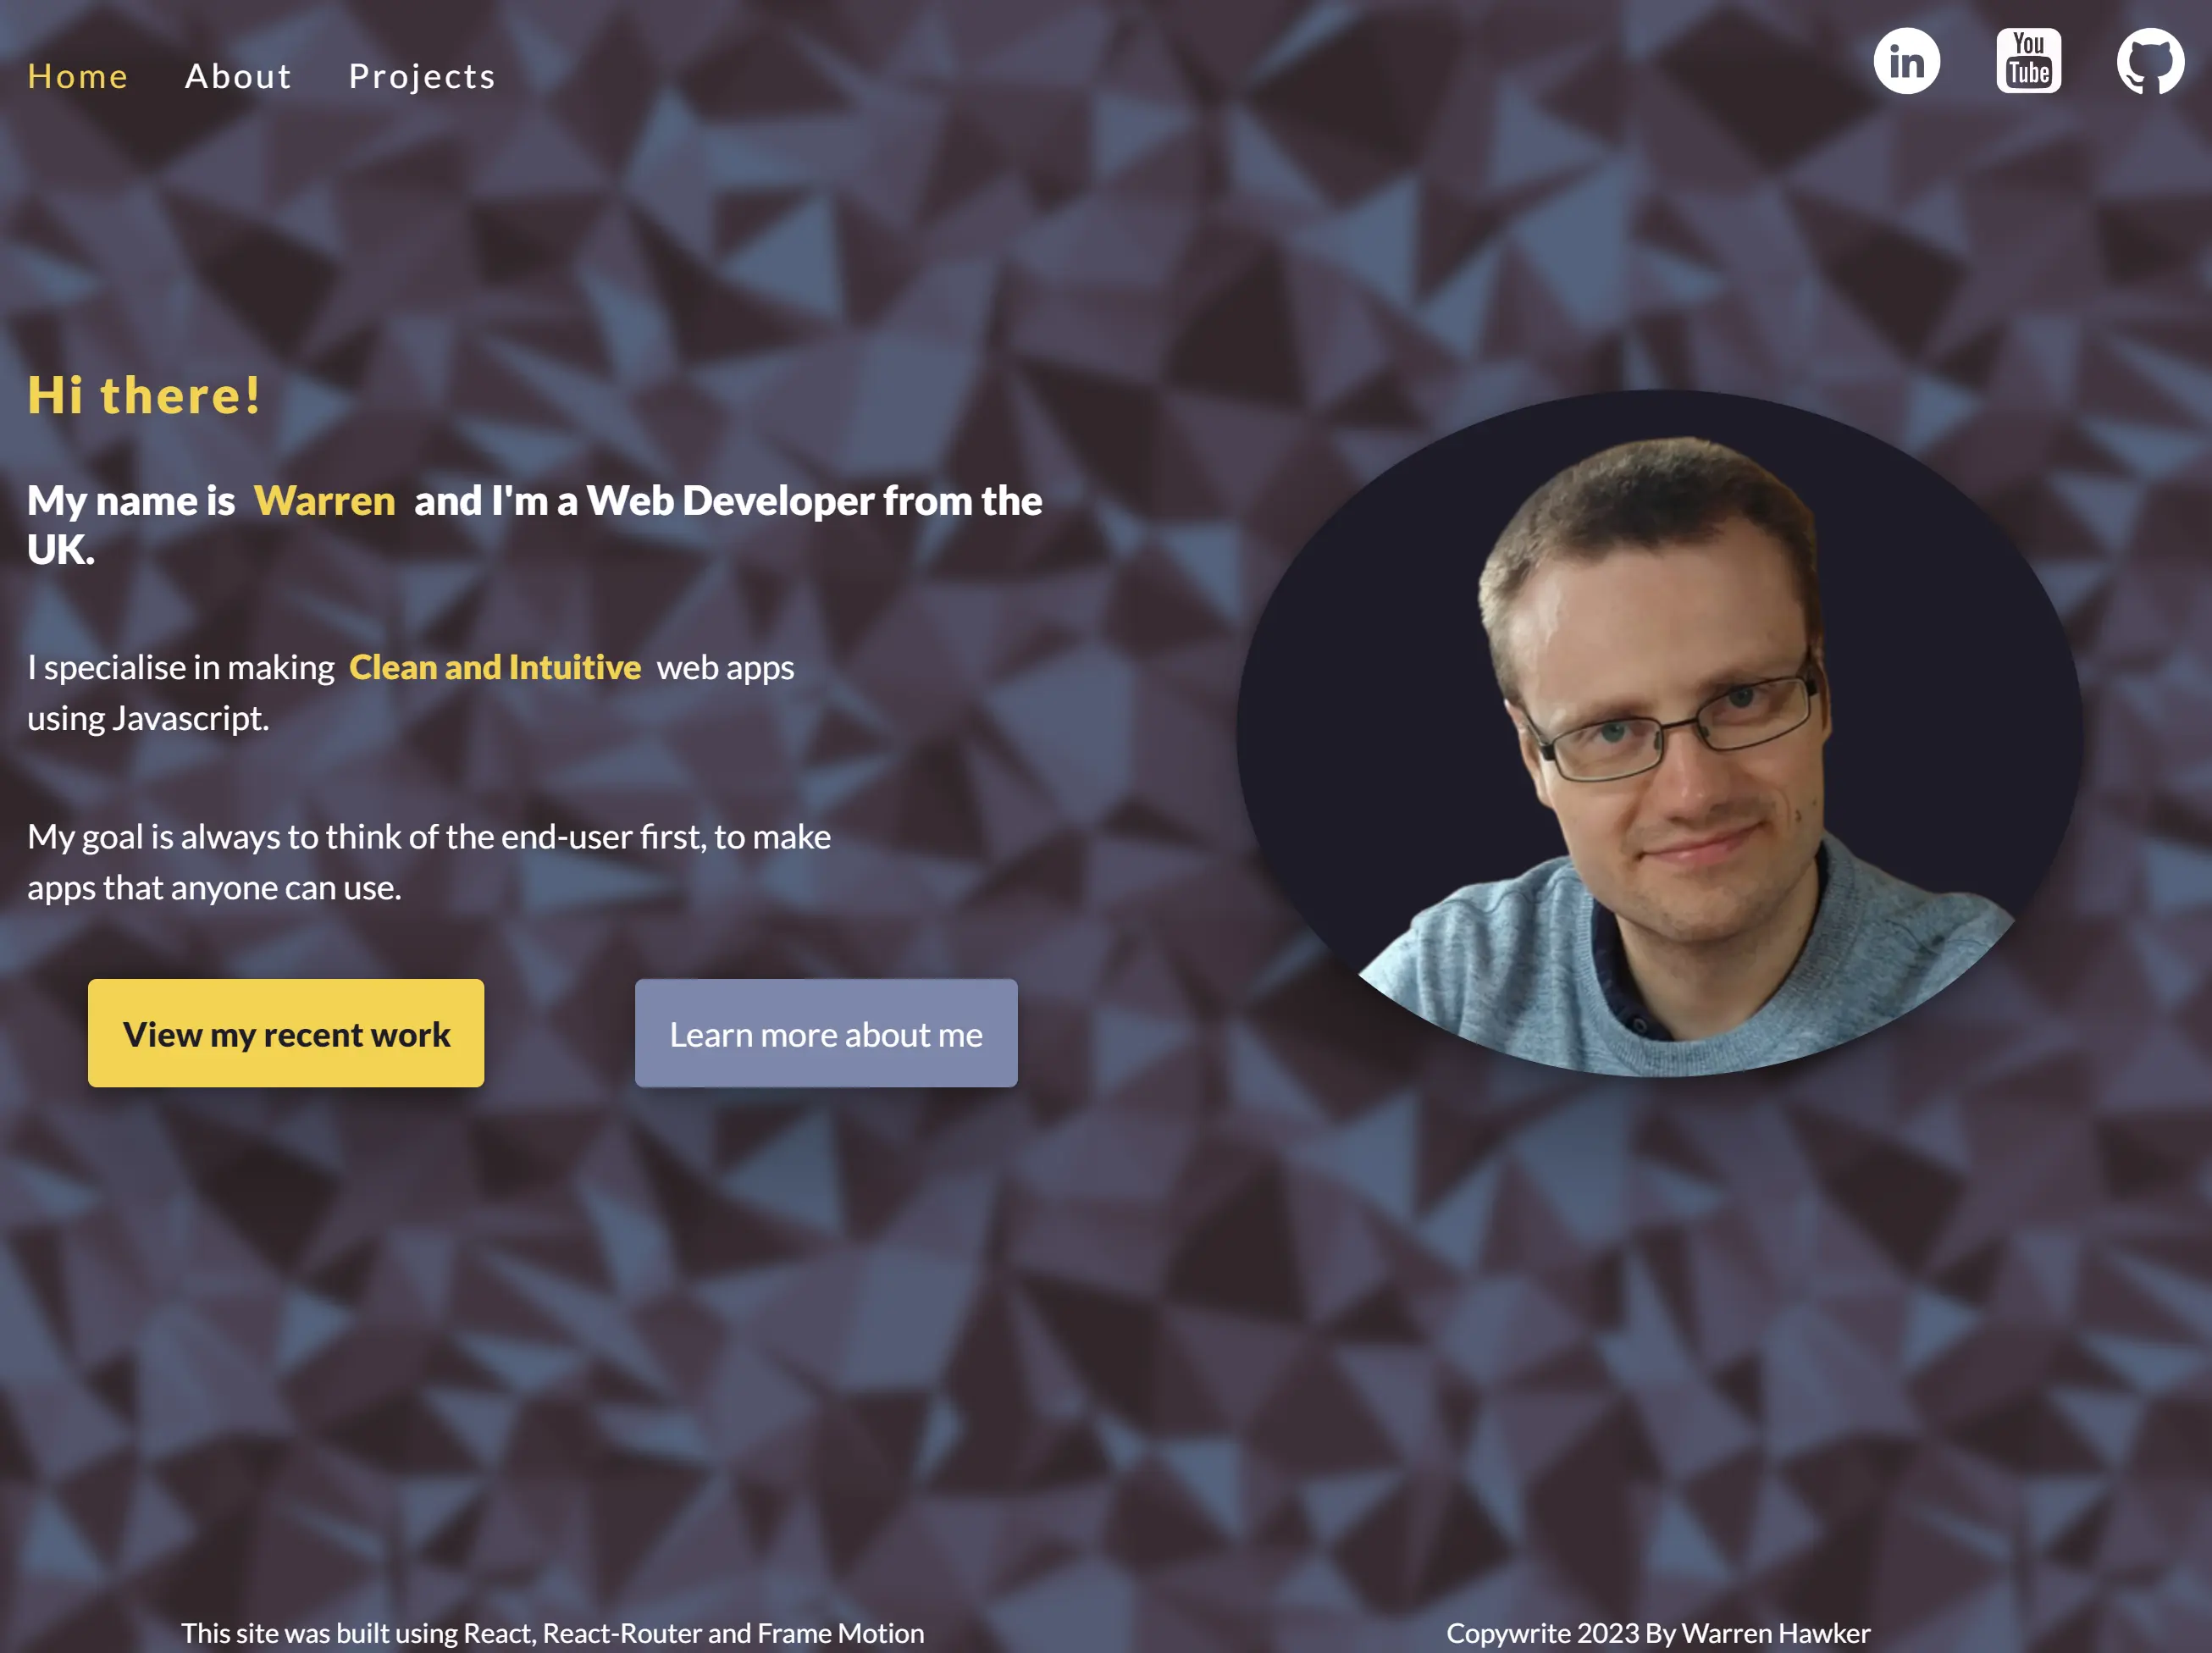 Home About Projects
in You
Tube
Hi there!
My name is Warren and I'm a Web Developer from the
UK.
I specialise in making Clean and Intuitive web apps
using Javascript.
My goal is always to think of the end-user first, to make
apps that anyone can use.
View my recent work Learn more about me
This site was built using React, React-Router and Frame Motion Copywrite 2023 By Warren Hawker